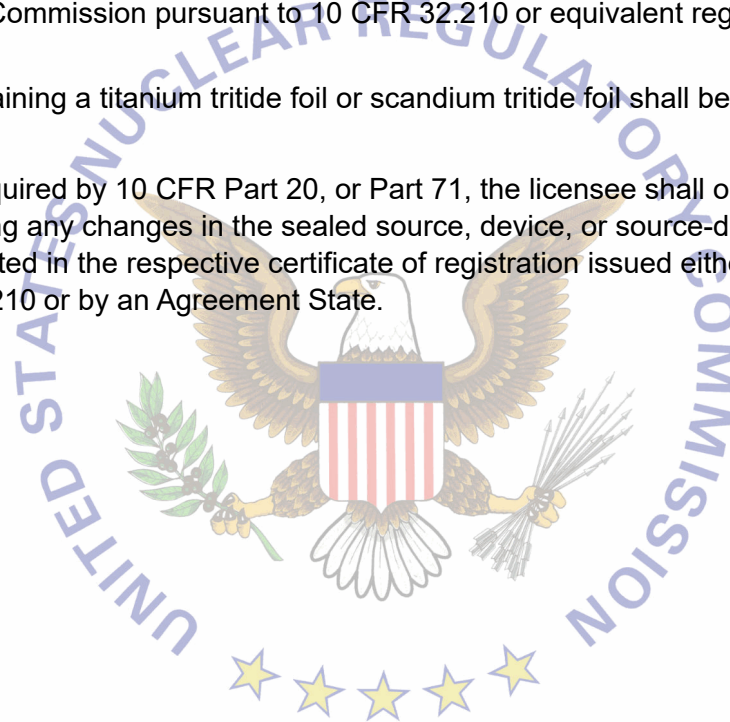 Commission pursuant to 10 CFR 32.210 or equivalent reg
aining a titanium tritide foil or scandium tritide foil shall be
quired by 10 CFR Part 20, or Part 71, the licensee shall o
ng any changes in the sealed source, device, or source-d
ted in the respective certificate of registration issued eithe
210 or by an Agreement State.
UNITED STATES NUCLEAR REGULATORY COMMISSION